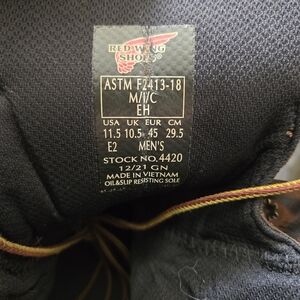 RED WING
SHOES
ASTM F2413-18
M/I/C
EH
USA UK EUR CM
11.5 10.5 45 29.5
E2 MEN'S
STOCK NO.4420
12/21 GN
MADE IN VIETNAM
OIL&SLIP RESISTING SOLE